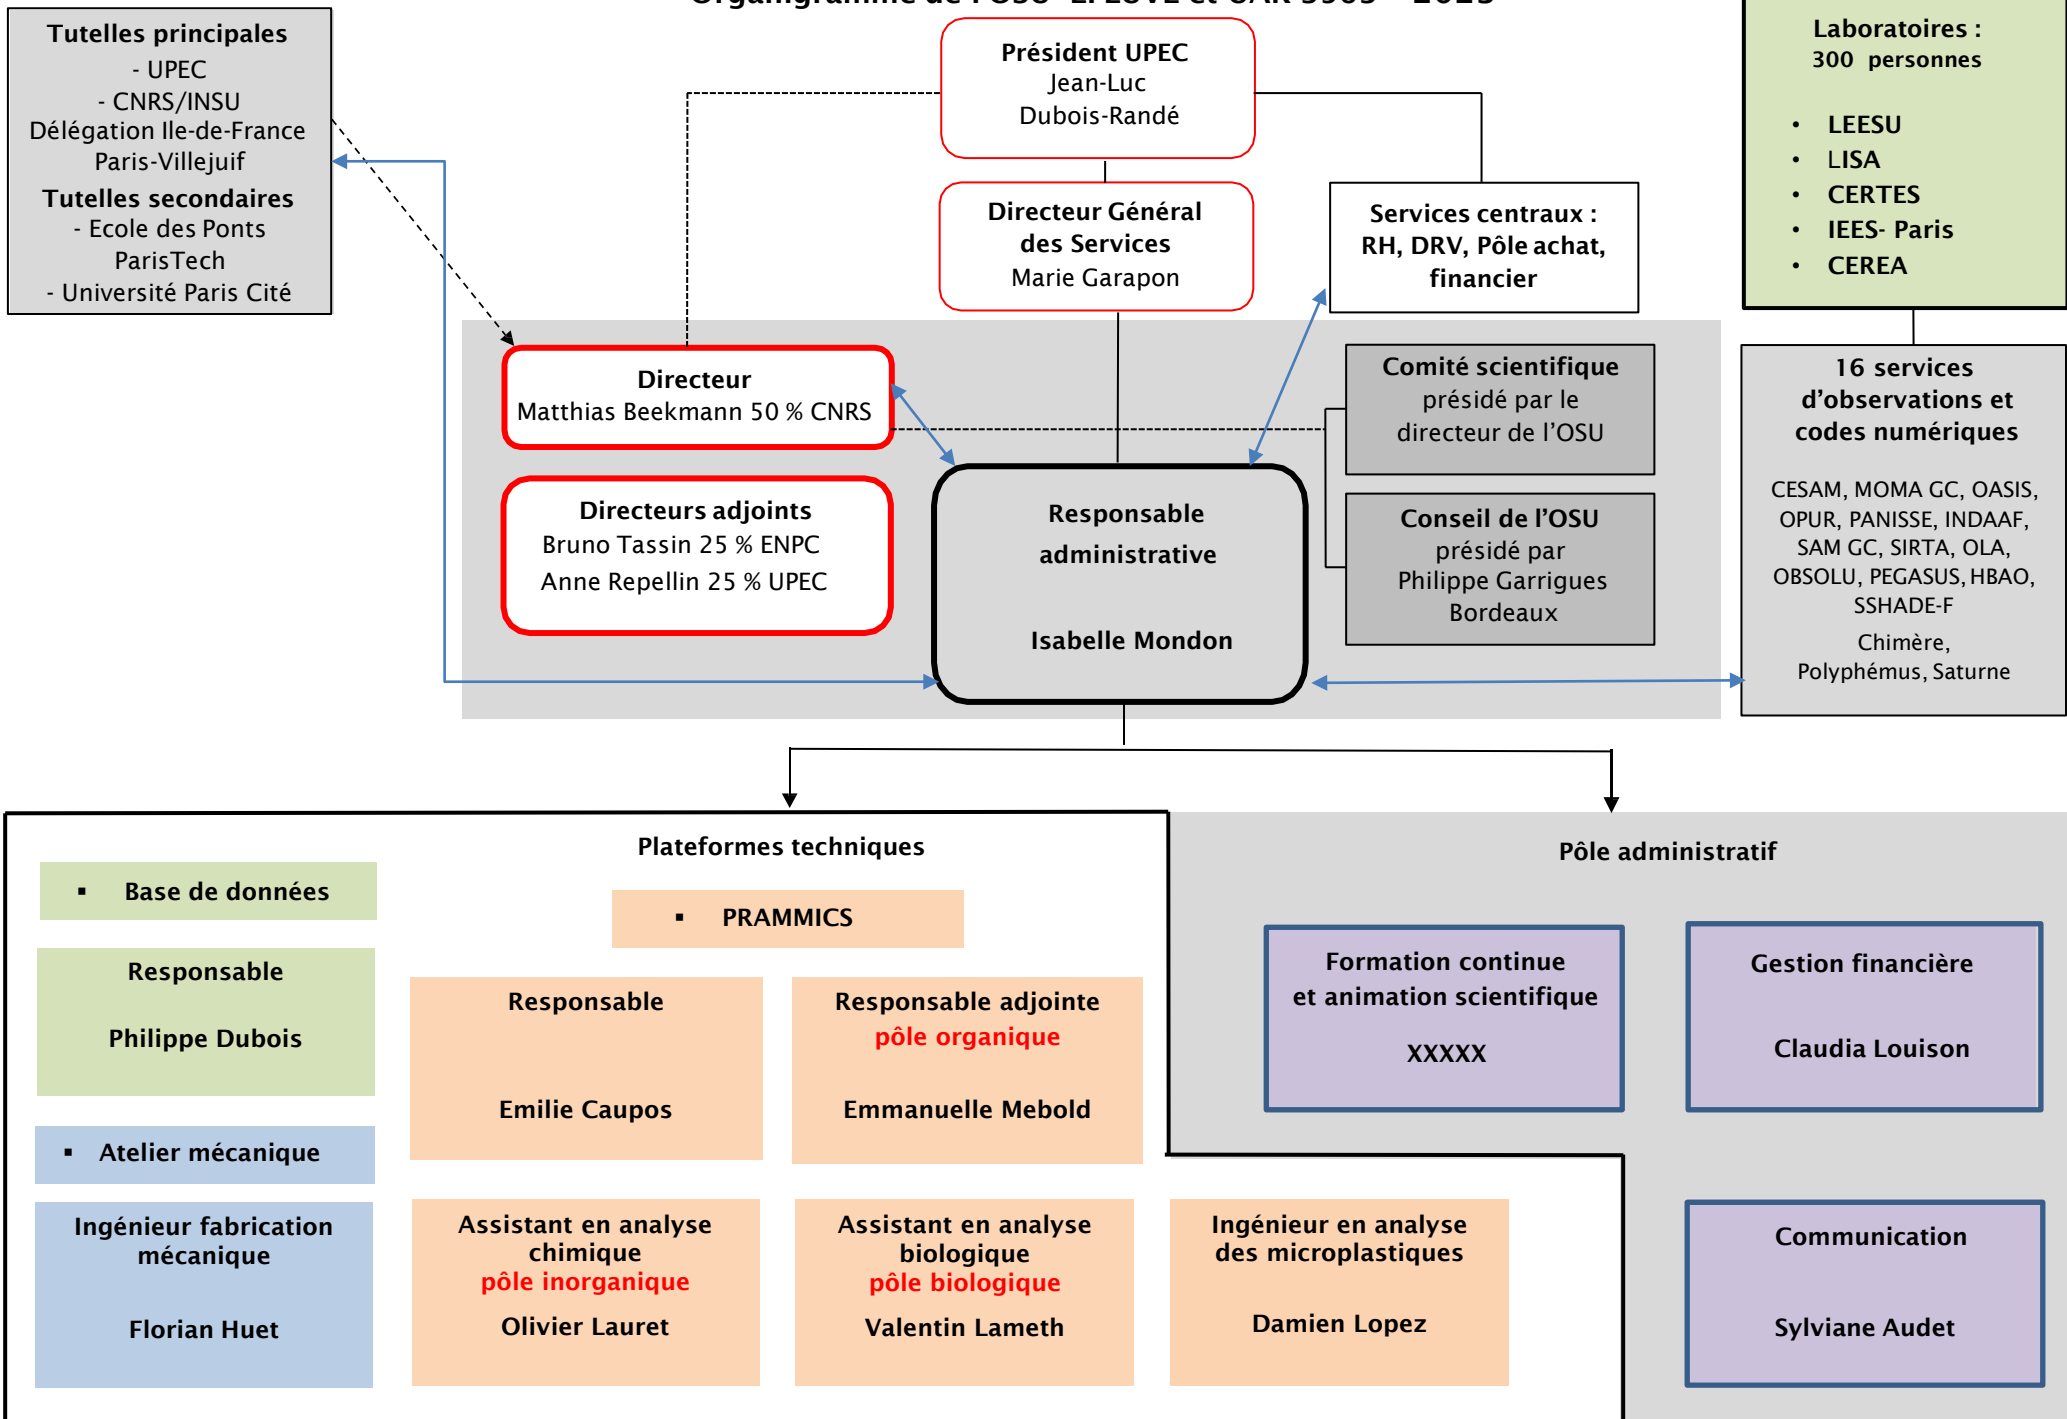 Tutelles principales
- UPEC
- CNRS/INSU
Délégation Ile-de-France
Paris-Villejuif
Tutelles secondaires
- Ecole des Ponts
ParisTech
- Université Paris Cité
Président UPEC
Jean-Luc
Dubois-Randé
Directeur Général
des Services
Marie Garapon
Services centraux :
RH, DRV, Pôle achat,
financier
Laboratoires :
300 personnes
• LEESU
• LISA
• CERTES
• IEES- Paris
• CEREA
Directeur
Matthias Beekmann 50 % CNRS
Directeurs adjoints
Bruno Tassin 25 % ENPC
Anne Repellin 25 % UPEC
Responsable
administrative
Isabelle Mondon
Comité scientifique
présidé par le
directeur de l’OSU
Conseil de l’OSU
présidé par
Philippe Garrigues
Bordeaux
16 services
d’observations et
codes numériques
CESAM, MOMA GC, OASIS,
OPUR, PANISSE, INDAAF,
SAM GC, SIRTA, OLA,
OBSOLU, PEGASUS, HBAO,
SSHADE-F
Chimère,
Polyphémus, Saturne
Plateformes techniques
▪ Base de données
Responsable
Philippe Dubois
▪ Atelier mécanique
Ingénieur fabrication
mécanique
Florian Huet
▪ PRAMMICS
Responsable
Emilie Caupos
Responsable adjointe
pôle organique
Emmanuelle Mebold
Assistant en analyse
chimique
pôle inorganique
Olivier Lauret
Assistant en analyse
biologique
pôle biologique
Valentin Lameth
Ingénieur en analyse
des microplastiques
Damien Lopez
Pôle administratif
Formation continue
et animation scientifique
XXXXX
Gestion financière
Claudia Louison
Communication
Sylviane Audet